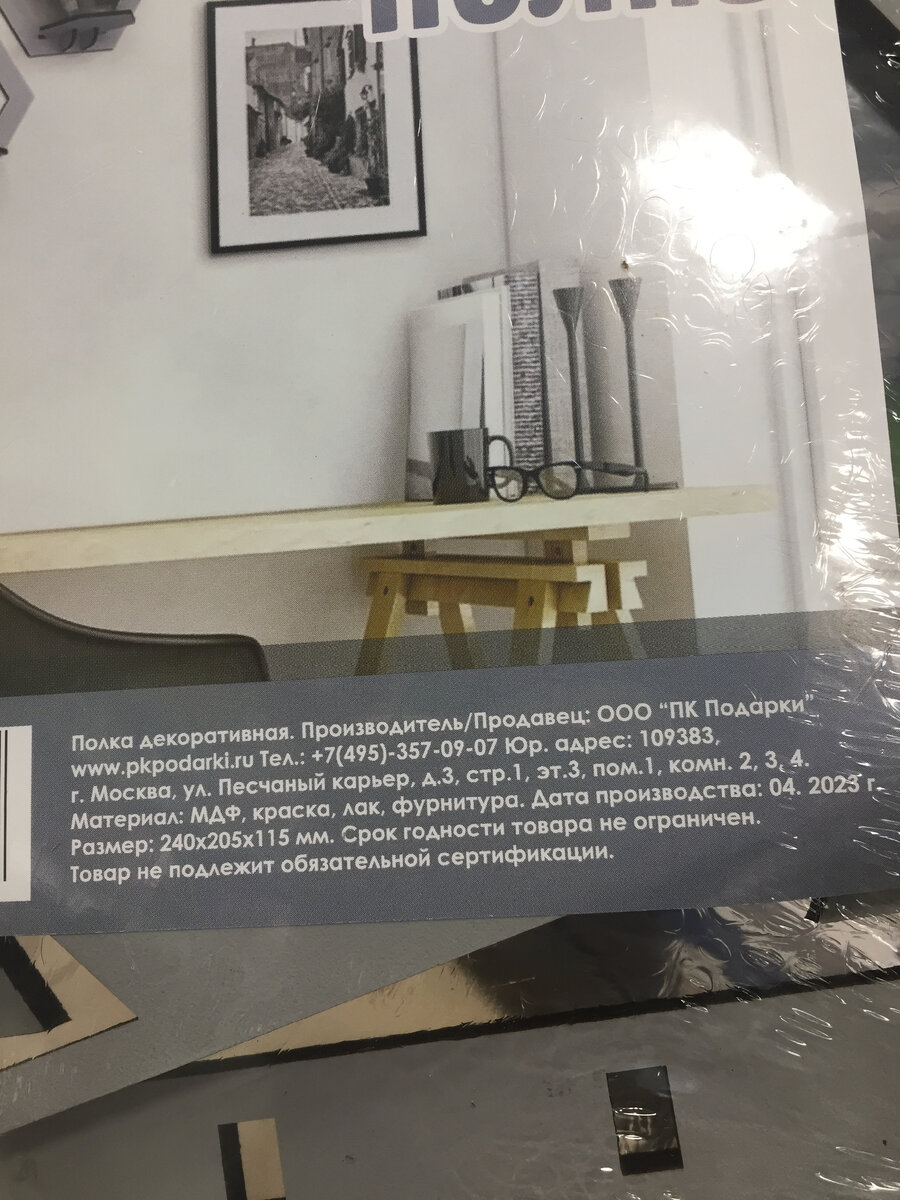 Полка декоративная. Производитель/Продавец: ООО “ПК Подарки”
www.pkpodarki.ru Тел.: +7(495)-357-09-07 Юр. адрес: 109383,
г. Москва, ул. Песчаный карьер, д.3, стр.1, эт.3, пом.1, комн. 2, 3, 4.
Материал: МДФ, краска, лак, фурнитура. Дата производства: 04. 2023 г.
Размер: 240х205х115 мм. Срок годности товара не ограничен.
Товар не подлежит обязательной сертификации.